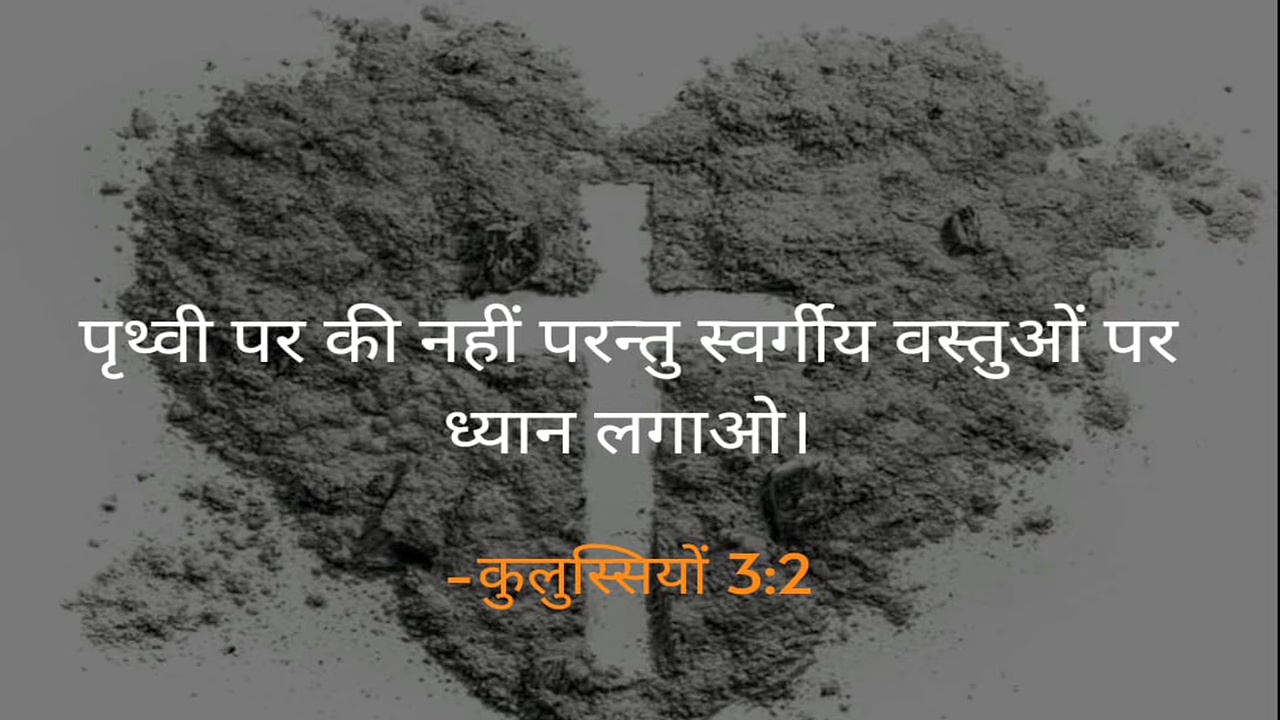 पृथ्वी पर की नहीं परन्तु स्वर्गीय वस्तुओं पर
ध्यान लगाओ।
-कुलुस्सियों 3:2